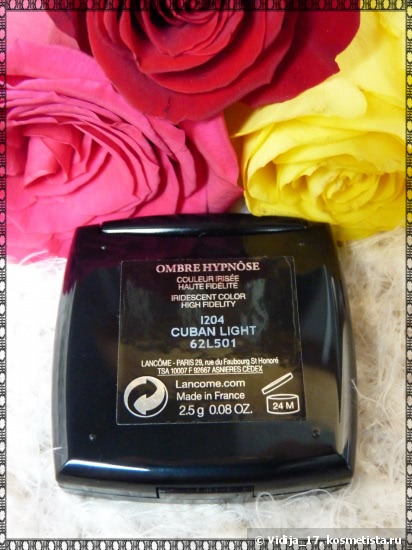 OMBRE HYPNÔSE
COULEUR IRISÉE
HAUTE FIDÉLITÉ
IRIDESCENT COLOR
HIGH FIDELITY
I204
CUBAN LIGHT
62L501
LANCÔME - PARIS 29, rue du Faubourg St Honoré
TSA 10007 F 92667 ASNIERES CEDEX
Lancome.com
Made in France
2.5 g 0.08 OZ.
24 M
© Vidija_17, kosmetista.ru